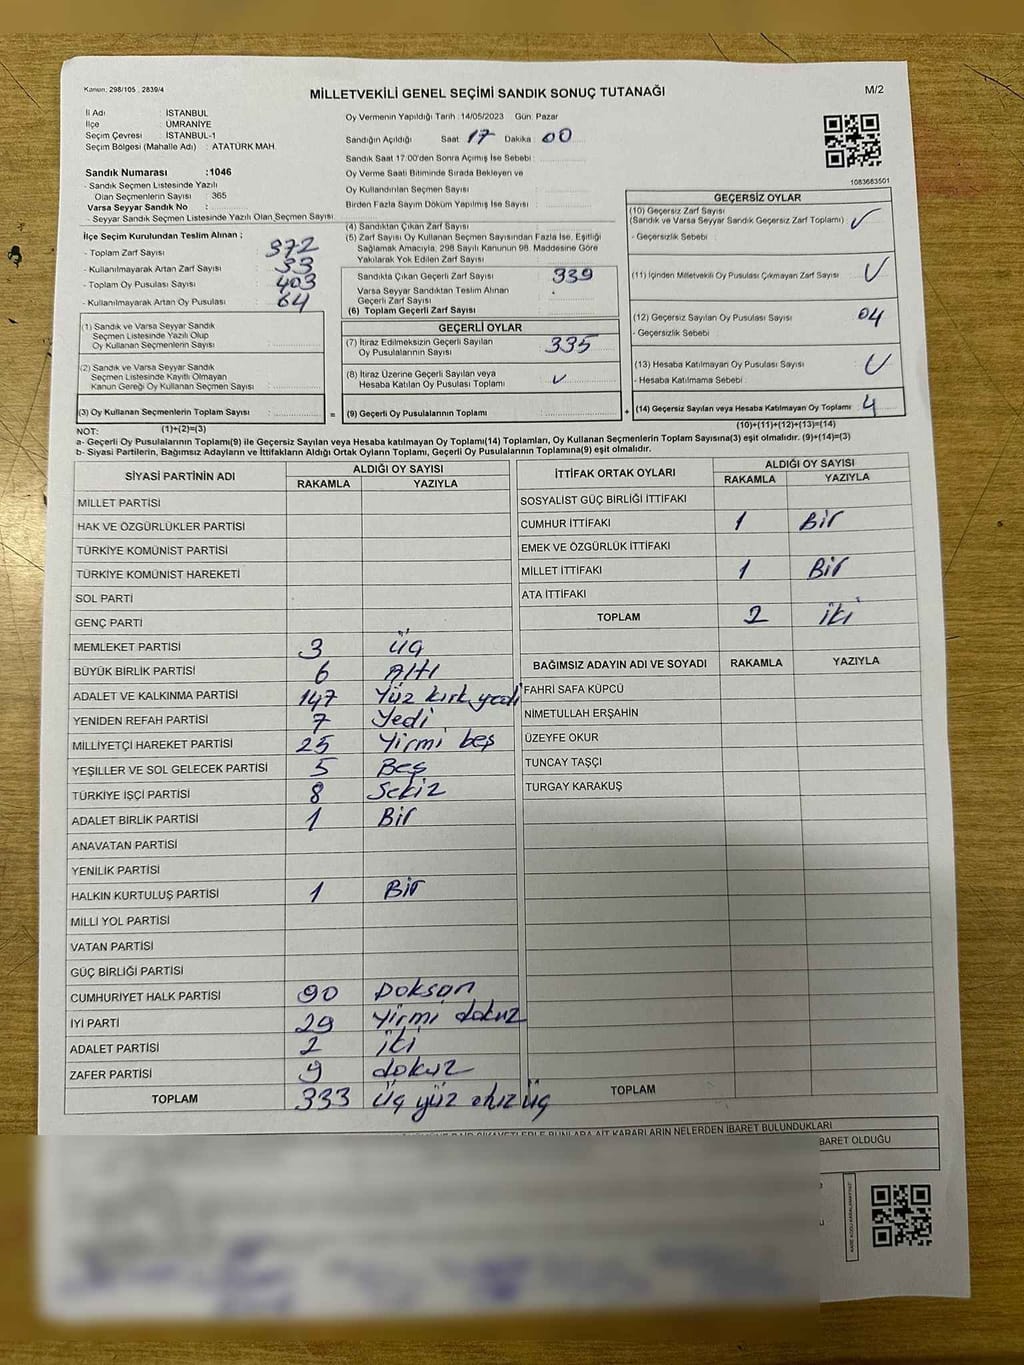 Kanun: 298/105 , 2839/4
MİLLETVEKİLİ GENEL SEÇİMİ SANDIK SONUÇ TUTANAĞI
M/2
İl Adı : İSTANBUL
İlçe : ÜMRANİYE
Seçim Çevresi : İSTANBUL-1
Seçim Bölgesi (Mahalle Adı) : ATATÜRK MAH.
Oy Vermenin Yapıldığı Tarih :14/05/2023 Gün: Pazar
Sandığın Açıldığı Saat 17 Dakika : 00
Sandık Saat 17:00'den Sonra Açımış İse Sebebi :
Oy Verme Saati Bitiminde Sırada Bekleyen ve
Oy Kullandırılan Seçmen Sayısı :
Birden Fazla Sayım Döküm Yapılmış İse Sayısı :
1083683501
Sandık Numarası :1046
- Sandık Seçmen Listesinde Yazılı
Olan Seçmenlerin Sayısı : 365
Varsa Seyyar Sandık No :
- Seyyar Sandık Seçmen Listesinde Yazılı Olan Seçmen Sayısı.
İlçe Seçim Kurulundan Teslim Alınan ;
- Toplam Zarf Sayısı : 372
- Kullanılmayarak Artan Zarf Sayısı : 33
- Toplam Oy Pusulası Sayısı : 403
- Kullanılmayarak Artan Oy Pusulası : 64
(1) Sandık ve Varsa Seyyar Sandık
Seçmen Listesinde Yazılı Olup
Oy Kullanan Seçmenlerin Sayısı :
(2) Sandık ve Varsa Seyyar Sandık
Seçmen Listesinde Kayıtlı Olmayan
Kanun Gereği Oy Kullanan Seçmen Sayısı :
(3) Oy Kullanan Seçmenlerin Toplam Sayısı :
(1)+(2)=(3)
(4) Sandıktan Çıkan Zarf Sayısı :
(5) Zarf Sayısı Oy Kullanan Seçmen Sayısından Fazla İse, Eşitliği
Sağlamak Amacıyla, 298 Sayılı Kanunun 98. Maddesine Göre
Yakılarak Yok Edilen Zarf Sayısı :
Sandıkta Çıkan Geçerli Zarf Sayısı : 339
Varsa Seyyar Sandıktan Teslim Alınan
Geçerli Zarf Sayısı :
(6) Toplam Geçerli Zarf Sayısı :
GEÇERLİ OYLAR
(7) İtiraz Edilmeksizin Geçerli Sayılan
Oy Pusulalarının Sayısı : 335
(8) İtiraz Üzerine Geçerli Sayılan veya
Hesaba Katılan Oy Pusulası Toplamı :
= (9) Geçerli Oy Pusulalarının Toplamı :
GEÇERSİZ OYLAR
(10) Geçersiz Zarf Sayısı
(Sandık ve Varsa Seyyar Sandık Geçersiz Zarf Toplamı)
- Geçersizlik Sebebi :
(11) İçinden Milletvekili Oy Pusulası Çıkmayan Zarf Sayısı :
(12) Geçersiz Sayılan Oy Pusulası Sayısı : 04
- Geçersizlik Sebebi :
(13) Hesaba Katılmayan Oy Pusulası Sayısı :
- Hesaba Katılmama Sebebi :
+ (14) Geçersiz Sayılan veya Hesaba Katılmayan Oy Toplamı : 4
(10)+(11)+(12)+(13)=(14)
NOT:
a- Geçerli Oy Pusulalarının Toplamı(9) ile Geçersiz Sayılan veya Hesaba katılmayan Oy Toplamı(14) Toplamları, Oy Kullanan Seçmenlerin Toplam Sayısına(3) eşit olmalıdır. (9)+(14)=(3)
b- Siyasi Partilerin, Bağımsız Adayların ve İttifakların Aldığı Ortak Oyların Toplamı, Geçerli Oy Pusulalarının Toplamına(9) eşit olmalıdır.
SİYASİ PARTİNİN ADI ALDIĞI OY SAYISI
RAKAMLA YAZIYLA
MİLLET PARTİSİ
HAK VE ÖZGÜRLÜKLER PARTİSİ
TÜRKİYE KOMÜNİST PARTİSİ
TÜRKİYE KOMÜNİST HAREKETİ
SOL PARTİ
GENÇ PARTİ
MEMLEKET PARTİSİ 3 üç
BÜYÜK BİRLİK PARTİSİ 6 Altı
ADALET VE KALKINMA PARTİSİ 147 Yüz kırk yedi
YENİDEN REFAH PARTİSİ 7 Yedi
MİLLİYETÇİ HAREKET PARTİSİ 25 Yirmi beş
YEŞİLLER VE SOL GELECEK PARTİSİ 5 Beş
TÜRKİYE İŞÇİ PARTİSİ 8 Sekiz
ADALET BİRLİK PARTİSİ 1 Bir
ANAVATAN PARTİSİ
YENİLİK PARTİSİ
HALKIN KURTULUŞ PARTİSİ 1 Bir
MİLLİ YOL PARTİSİ
VATAN PARTİSİ
GÜÇ BİRLİĞİ PARTİSİ
CUMHURİYET HALK PARTİSİ 90 Doksan
İYİ PARTİ 29 Yirmi dokuz
ADALET PARTİSİ 2 iki
ZAFER PARTİSİ 9 dokuz
TOPLAM 333 üç yüz otuz üç
İTTİFAK ORTAK OYLARI ALDIĞI OY SAYISI
RAKAMLA YAZIYLA
SOSYALİST GÜÇ BİRLİĞİ İTTİFAKI
CUMHUR İTTİFAKI 1 Bir
EMEK VE ÖZGÜRLÜK İTTİFAKI
MİLLET İTTİFAKI 1 Bir
ATA İTTİFAKI
TOPLAM 2 iki
BAĞIMSIZ ADAYIN ADI VE SOYADI RAKAMLA YAZIYLA
FAHRİ SAFA KÜPCÜ
NİMETULLAH ERŞAHİN
ÜZEYFE OKUR
TUNCAY TAŞÇI
TURGAY KARAKUŞ
TOPLAM
KARARLARIN NELERDEN İBARET BULUNDUKLARI
BARET OLDUĞU